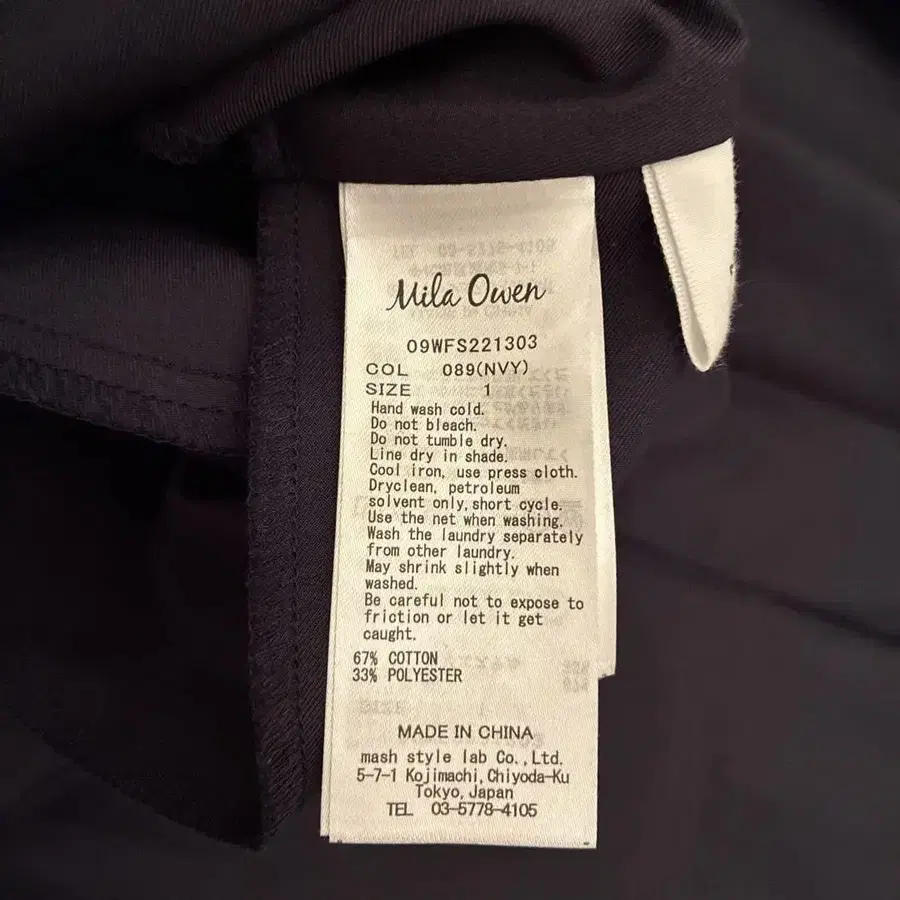 Mila Owen
09WFS221303
COL 089(NVY)
SIZE 1
Hand wash cold.
Do not bleach.
Do not tumble dry.
Line dry in shade.
Cool iron, use press cloth.
Dryclean, petroleum
solvent only, short cycle.
Use the net when washing.
Wash the laundry separately
from other laundry.
May shrink slightly when
washed.
Be careful not to expose to
friction or let it get
caught.
67% COTTON
33% POLYESTER
MADE IN CHINA
mash style lab Co., Ltd.
5-7-1 Kojimachi, Chiyoda-Ku
Tokyo, Japan
TEL 03-5778-4105